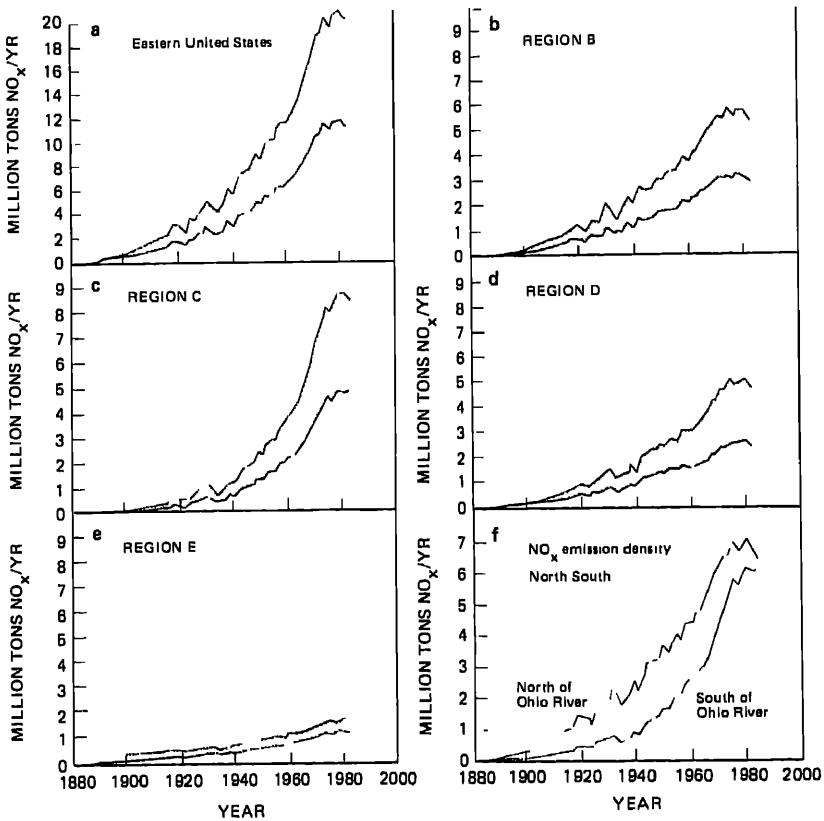 a
Eastern United States
MILLION TONS NOx/YR
20
18
16
14
12
10
8
6
4
2
0
b
REGION B
9
8
7
6
5
4
3
2
1
0
c
REGION C
MILLION TONS NOx/YR
9
8
7
6
5
4
3
2
1
0
d
REGION D
MILLION TONS NOx/YR
9
8
7
6
5
4
3
2
1
0
e
REGION E
MILLION TONS NOx/YR
9
8
7
6
5
4
3
2
1
0
1880 1900 1920 1940 1960 1980 2000
YEAR
f
NOx emission density
North South
MILLION TONS NOx/YR
7
6
5
4
3
2
1
0
North of
Ohio River
South of
Ohio River
1880 1900 1920 1940 1960 1980 2000
YEAR